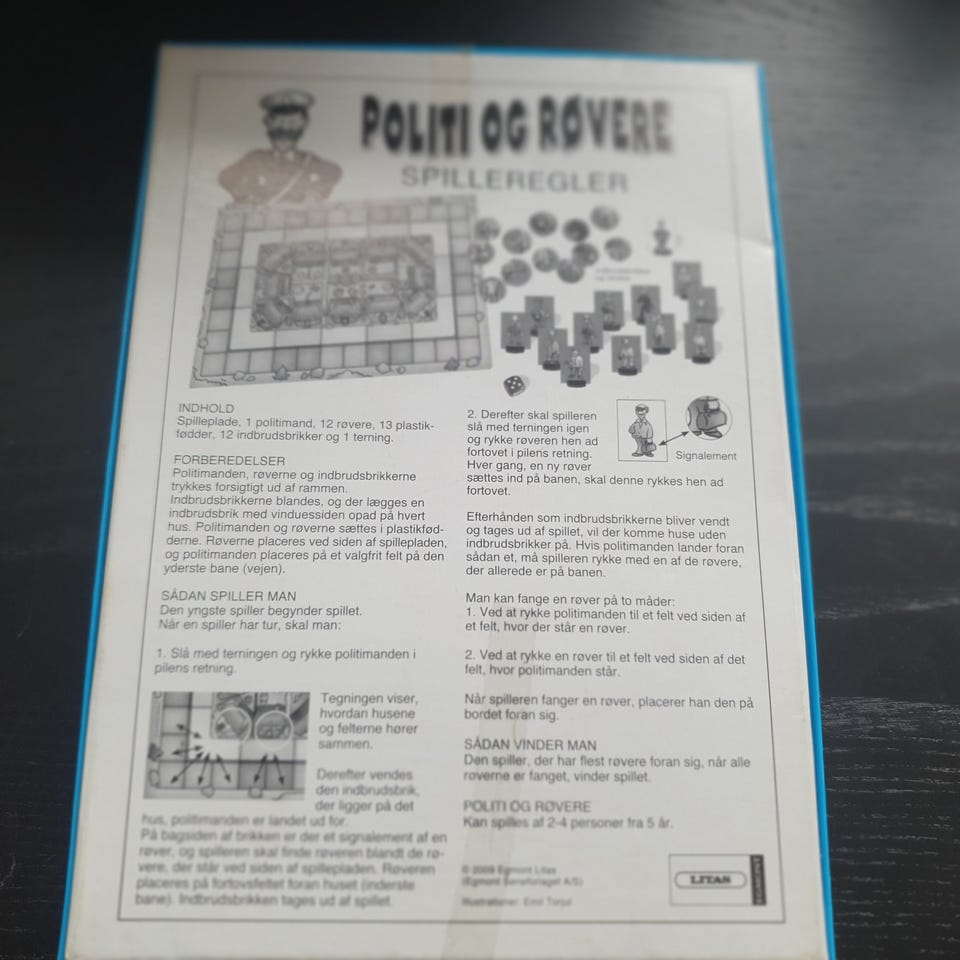 POLITI OG RØVERE
SPILLEREGLER
INDHOLD
Spilleplade, 1 politimand, 12 røvere, 13 plastik-
fødder, 12 indbrudsbrikker og 1 terning.
FORBEREDELSER
Politimanden, røverne og indbrudsbrikkerne
trykkes forsigtigt ud af rammen.
Indbrudsbrikkerne blandes, og der lægges en
indbrudsbrik med vinduessiden opad på hvert
hus. Politimanden og røverne sættes i plastikfød-
derne. Røverne placeres ved siden af spillepladen,
og politimanden placeres på et valgfrit felt på den
yderste bane (vejen).
SÅDAN SPILLER MAN
Den yngste spiller begynder spillet.
Når en spiller har tur, skal man:
1. Slå med terningen og rykke politimanden i
pilens retning.
Tegningen viser,
hvordan husene
og felterne hører
sammen.
Derefter vendes
den indbrudsbrik,
der ligger på det
hus, politimanden er landet ud for.
På bagsiden af brikken er der et signalement af en
røver, og spilleren skal finde røveren blandt de rø-
vere, der står ved siden af spillepladen. Røveren
placeres på fortovsfeltet foran huset (inderste
bane). Indbrudsbrikken tages ud af spillet.
2. Derefter skal spilleren
slå med terningen igen
og rykke røveren hen ad
fortovet i pilens retning.
Hver gang, en ny røver
sættes ind på banen, skal denne rykkes hen ad
fortovet.
Signalement
Efterhånden som indbrudsbrikkerne bliver vendt
og tages ud af spillet, vil der komme huse uden
indbrudsbrikker på. Hvis politimanden lander foran
sådan et, må spilleren rykke med en af de røvere,
der allerede er på banen.
Man kan fange en røver på to måder:
1. Ved at rykke politimanden til et felt ved siden af
et felt, hvor der står en røver.
2. Ved at rykke en røver til et felt ved siden af det
felt, hvor politimanden står.
Når spilleren fanger en røver, placerer han den på
bordet foran sig.
SÅDAN VINDER MAN
Den spiller, der har flest røvere foran sig, når alle
røverne er fanget, vinder spillet.
POLITI OG RØVERE
Kan spilles af 2-4 personer fra 5 år.
© 2009 Egmont Litas
(Egmont Serieforlaget A/S)
Illustrationer: Emil Torjul
LITAS
EGMONT